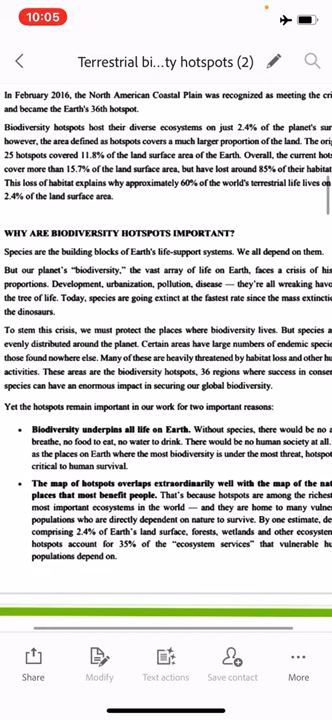 10:05
Terrestrial bi...ty hotspots (2)
In February 2016, the North American Coastal Plain was recognized as meeting the cri
and became the Earth's 36th hotspot.
Biodiversity hotspots host their diverse ecosystems on just 2.4% of the planet's sur
however, the area defined as hotspots covers a much larger proportion of the land. The ori
25 hotspots covered 11.8% of the land surface area of the Earth. Overall, the current hots
cover more than 15.7% of the land surface area, but have lost around 85% of their habitat
This loss of habitat explains why approximately 60% of the world's terrestrial life lives on
2.4% of the land surface area.
WHY ARE BIODIVERSITY HOTSPOTS IMPORTANT?
Species are the building blocks of Earth's life-support systems. We all depend on them.
But our planet's "biodiversity," the vast array of life on Earth, faces a crisis of his
proportions. Development, urbanization, pollution, disease — they're all wreaking havo
the tree of life. Today, species are going extinct at the fastest rate since the mass extincti
the dinosaurs.
To stem this crisis, we must protect the places where biodiversity lives. But species a
evenly distributed around the planet. Certain areas have large numbers of endemic specie
those found nowhere else. Many of these are heavily threatened by habitat loss and other hu
activities. These areas are the biodiversity hotspots, 36 regions where success in conser
species can have an enormous impact in securing our global biodiversity.
Yet the hotspots remain important in our work for two important reasons:
• Biodiversity underpins all life on Earth. Without species, there would be no a
breathe, no food to eat, no water to drink. There would be no human society at all.
as the places on Earth where the most biodiversity is under the most threat, hotspot
critical to human survival.
• The map of hotspots overlaps extraordinarily well with the map of the nat
places that most benefit people. That's because hotspots are among the riches
most important ecosystems in the world — and they are home to many vulne
populations who are directly dependent on nature to survive. By one estimate, de
comprising 2.4% of Earth's land surface, forests, wetlands and other ecosysten
hotspots account for 35% of the "ecosystem services" that vulnerable hu
populations depend on.
Share
Modify
Text actions
Save contact
More